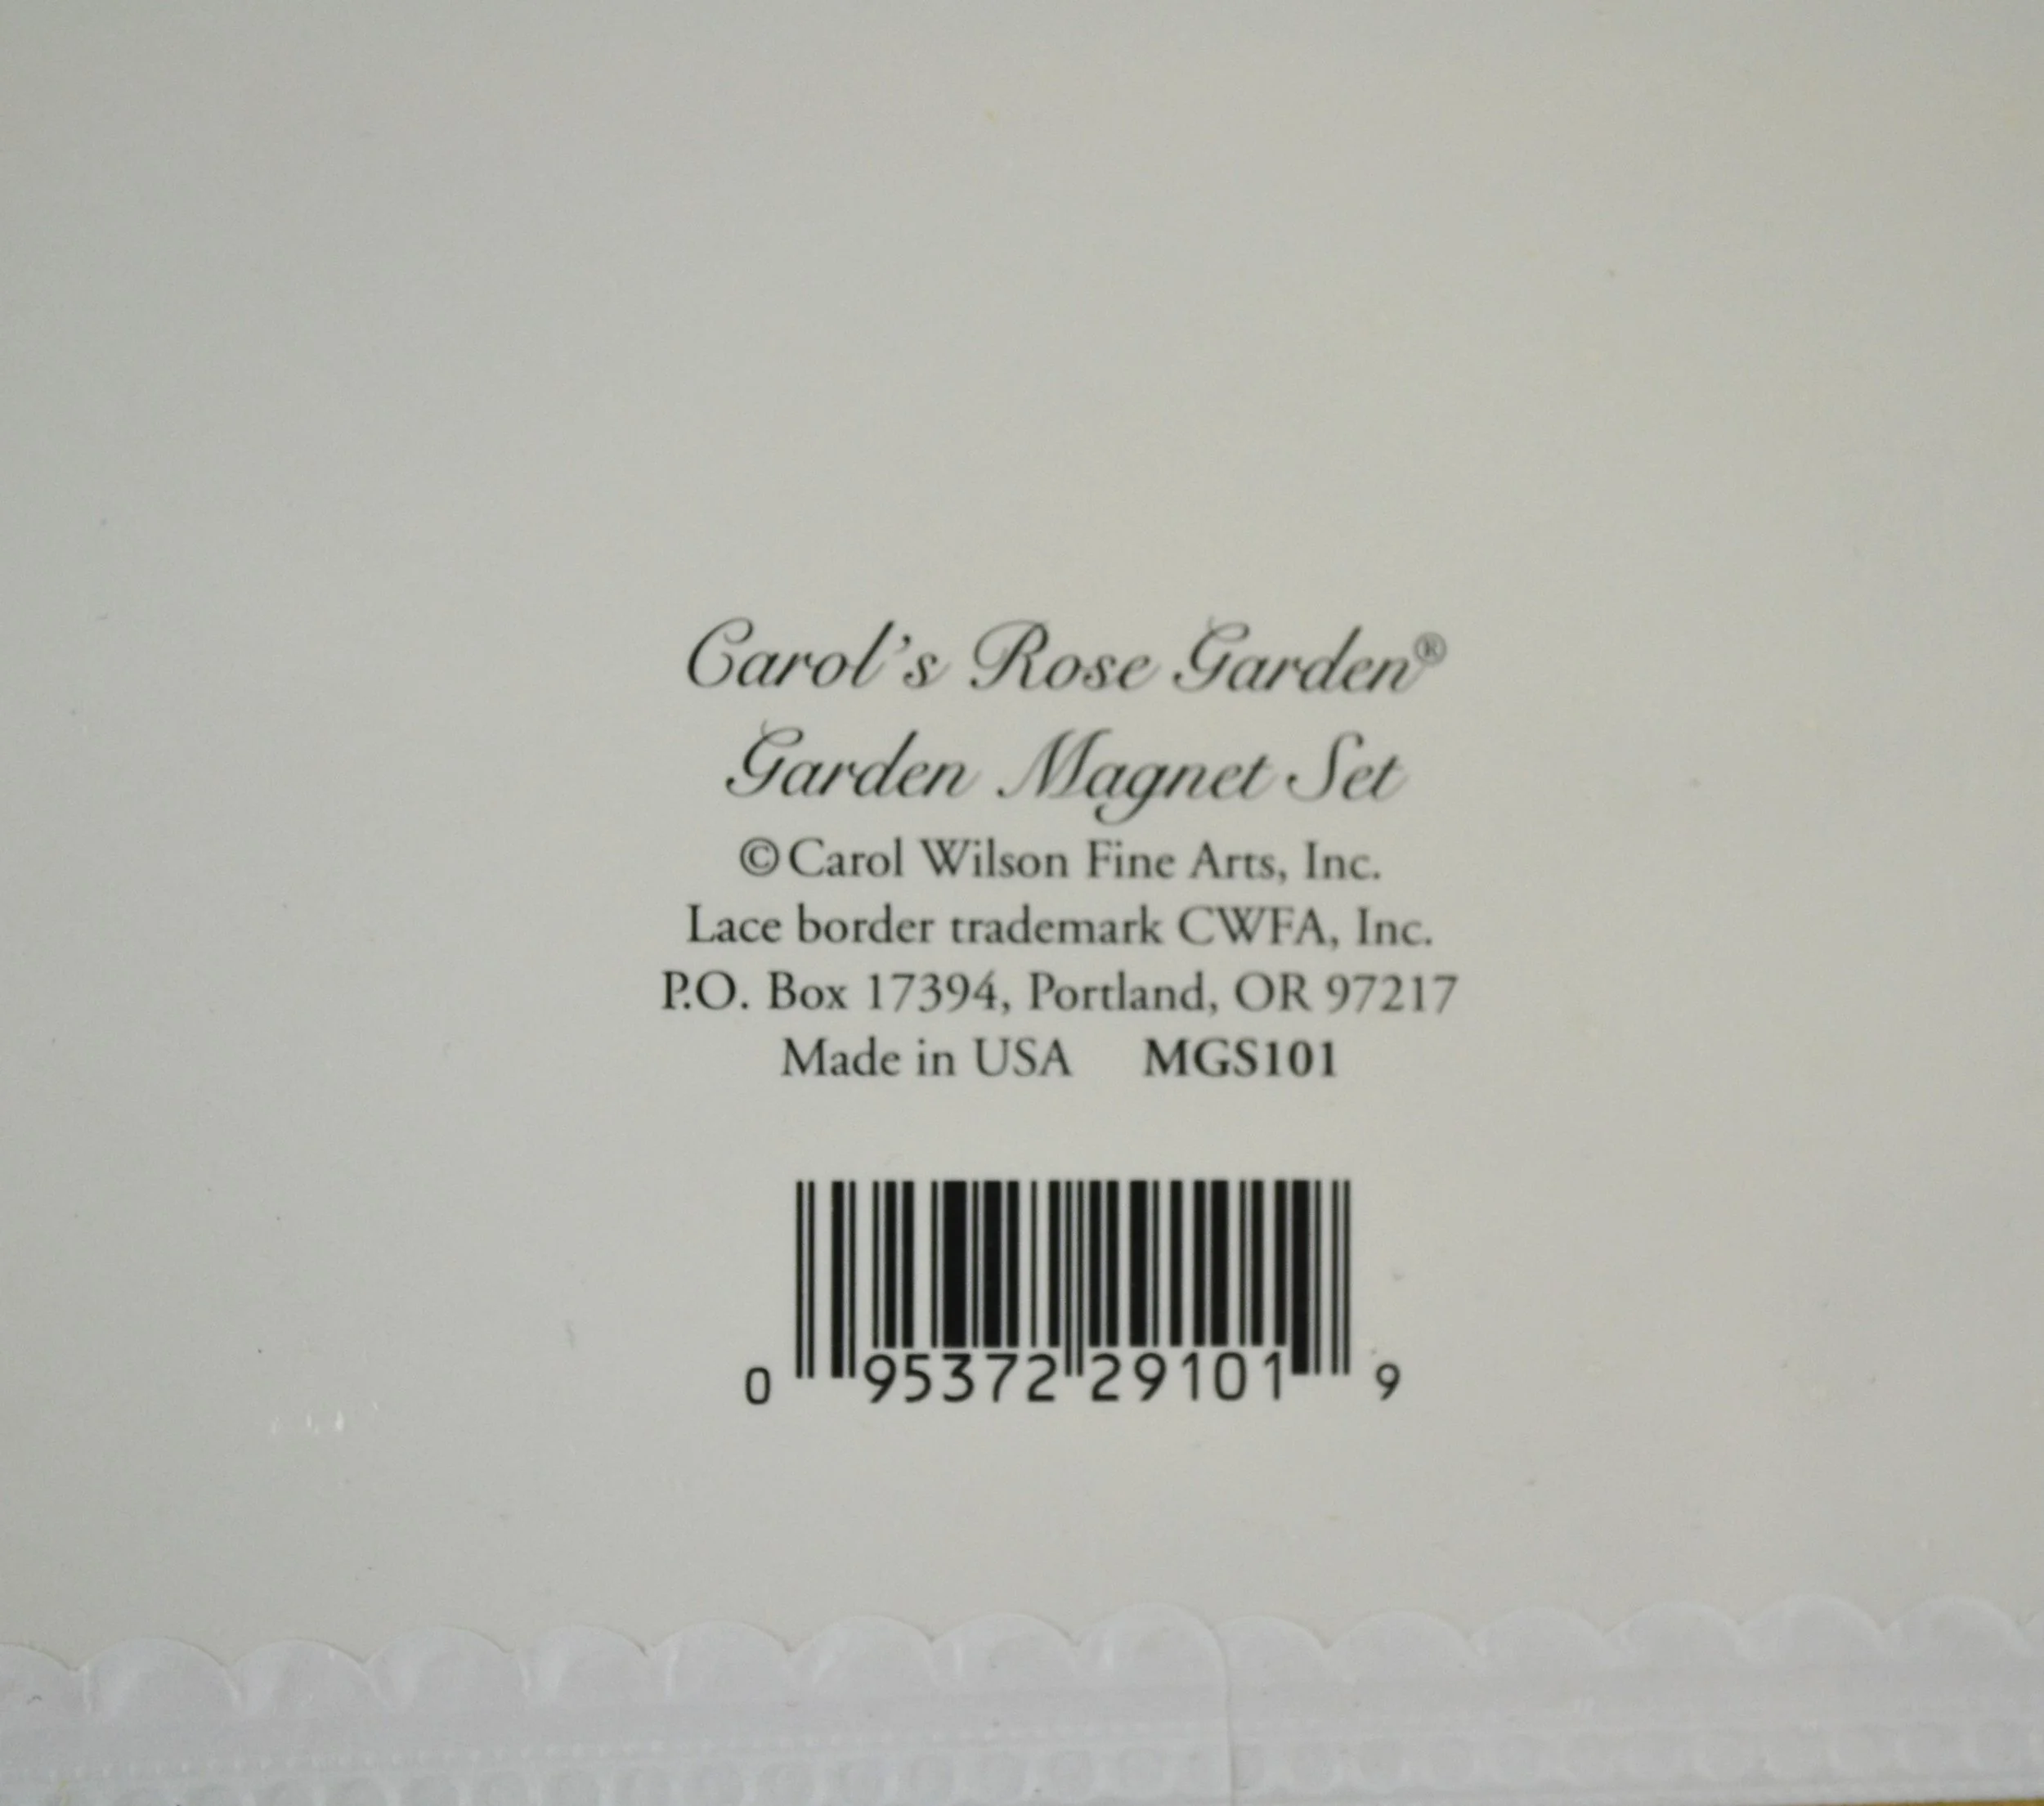 Carol's Rose Garden®
Garden Magnet Set
©Carol Wilson Fine Arts, Inc.
Lace border trademark CWFA, Inc.
P.O. Box 17394, Portland, OR 97217
Made in USA MGS101
0 95372 29101 9